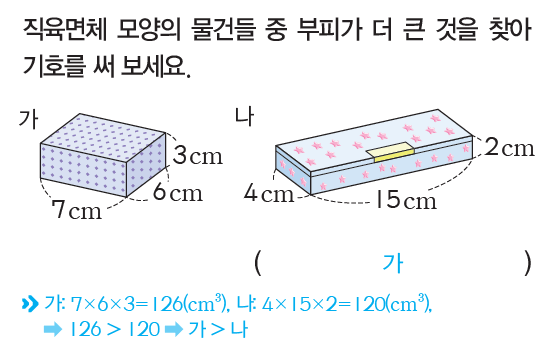 직육면체 모양의 물건들 중 부피가 더 큰 것을 찾아
기호를 써 보세요.
가
3cm
6cm
7cm
나
2cm
4cm
15cm
( 가 )
가: 7×6×3=126(cm³), 나: 4×15×2=120(cm³),
➡ 126 > 120 ➡ 가 > 나